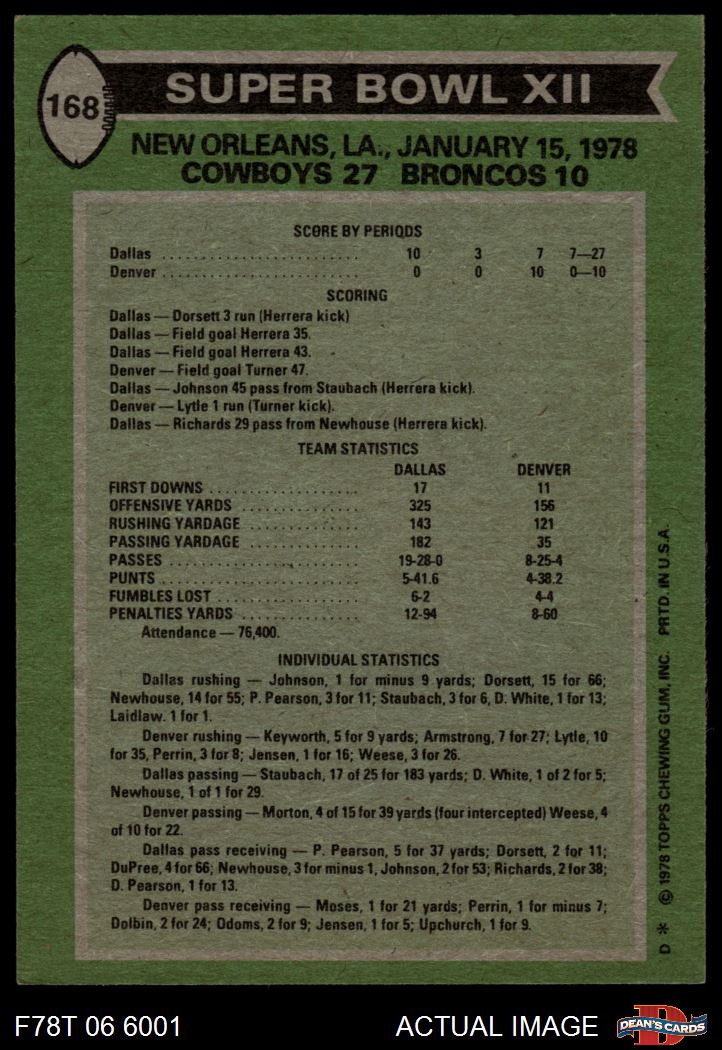 168
SUPER BOWL XII
NEW ORLEANS, LA., JANUARY 15, 1978
COWBOYS 27 BRONCOS 10
SCORE BY PERIODS
Dallas .............................. 10 3 7 7—27
Denver .............................. 0 0 10 0—10
SCORING
Dallas — Dorsett 3 run (Herrera kick)
Dallas — Field goal Herrera 35.
Dallas — Field goal Herrera 43.
Denver — Field goal Turner 47.
Dallas — Johnson 45 pass from Staubach (Herrera kick).
Denver — Lytle 1 run (Turner kick).
Dallas — Richards 29 pass from Newhouse (Herrera kick).
TEAM STATISTICS
DALLAS DENVER
FIRST DOWNS .................... 17 11
OFFENSIVE YARDS .............. 325 156
RUSHING YARDAGE .............. 143 121
PASSING YARDAGE .............. 182 35
PASSES .......................... 19-28-0 8-25-4
PUNTS ........................... 5-41.6 4-38.2
FUMBLES LOST ................... 6-2 4-4
PENALTIES YARDS ................ 12-94 8-60
Attendance — 76,400.
INDIVIDUAL STATISTICS
Dallas rushing — Johnson, 1 for minus 9 yards; Dorsett, 15 for 66;
Newhouse, 14 for 55; P. Pearson, 3 for 11; Staubach, 3 for 6, D. White, 1 for 13;
Laidlaw. 1 for 1.
Denver rushing — Keyworth, 5 for 9 yards; Armstrong, 7 for 27; Lytle, 10
for 35, Perrin, 3 for 8; Jensen, 1 for 16; Weese, 3 for 26.
Dallas passing — Staubach, 17 of 25 for 183 yards; D. White, 1 of 2 for 5;
Newhouse, 1 of 1 for 29.
Denver passing — Morton, 4 of 15 for 39 yards (four intercepted) Weese, 4
of 10 for 22.
Dallas pass receiving — P. Pearson, 5 for 37 yards; Dorsett, 2 for 11;
DuPree, 4 for 66; Newhouse, 3 for minus 1, Johnson, 2 for 53; Richards, 2 for 38;
D. Pearson, 1 for 13.
Denver pass receiving — Moses, 1 for 21 yards; Perrin, 1 for minus 7;
Dolbin, 2 for 24; Odoms, 2 for 9; Jensen, 1 for 5; Upchurch, 1 for 9.
D * © 1978 TOPPS CHEWING GUM, INC. PRTD. IN U.S.A.
F78T 06 6001
ACTUAL IMAGE
D
DEAN'S CARDS